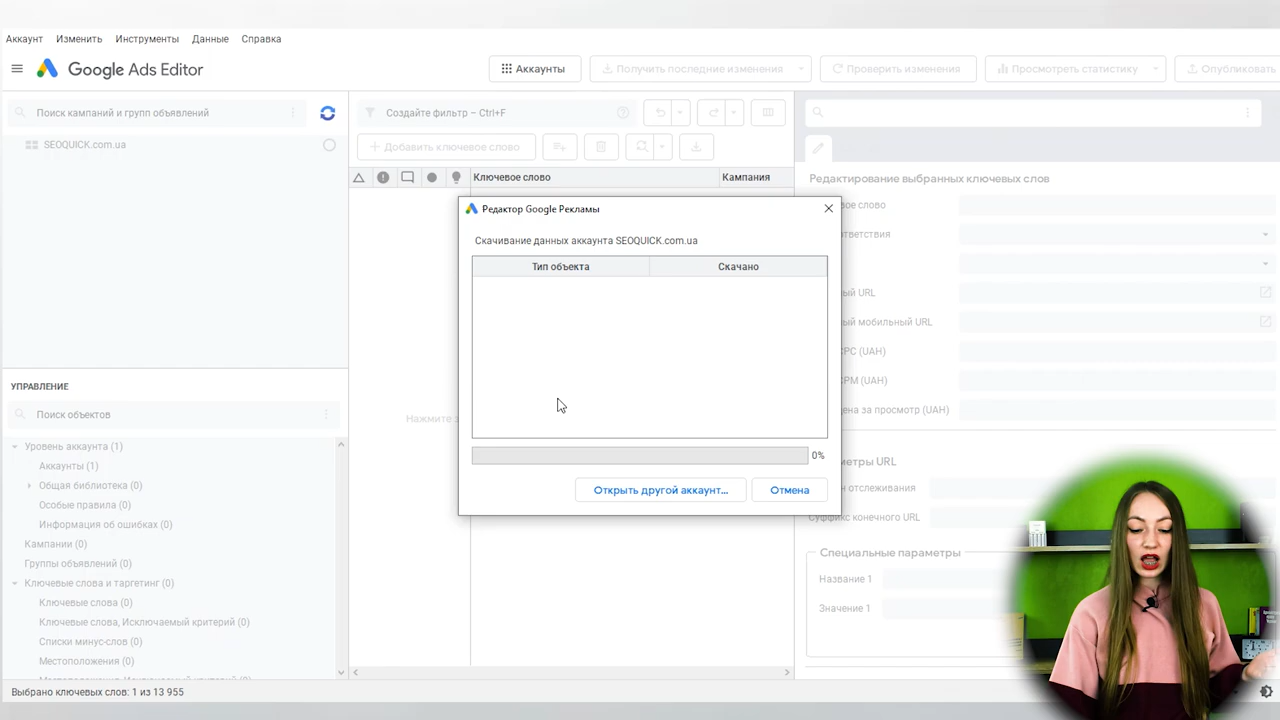 Аккаунт Изменить Инструменты Данные Справка
Google Ads Editor
Аккаунты
Получить последние изменения
Проверить изменения
Просмотреть статистику
Опубликовать
Поиск кампаний и групп объявлений
Создайте фильтр – Ctrl+F
SEOQUICK.com.ua
Добавить ключевое слово
Ключевое слово
Кампания
Редактирование выбранных ключевых слов
вое слово
ответствия
ый URL
ый мобильный URL
CPC (UAH)
CPM (UAH)
цена за просмотр (UAH)
метры URL
н отслеживания
Суффикс конечного URL
Специальные параметры
Название 1
Значение 1
Редактор Google Рекламы
Скачивание данных аккаунта SEOQUICK.com.ua
Тип объекта
Скачано
0%
Открыть другой аккаунт...
Отмена
Нажмите
УПРАВЛЕНИЕ
Поиск объектов
Уровень аккаунта (1)
Аккаунты (1)
Общая библиотека (0)
Особые правила (0)
Информация об ошибках (0)
Кампании (0)
Группы объявлений (0)
Ключевые слова и таргетинг (0)
Ключевые слова (0)
Ключевые слова, Исключаемый критерий (0)
Списки минус-слов (0)
Местоположения (0)
Выбрано ключевых слов: 1 из 13 955